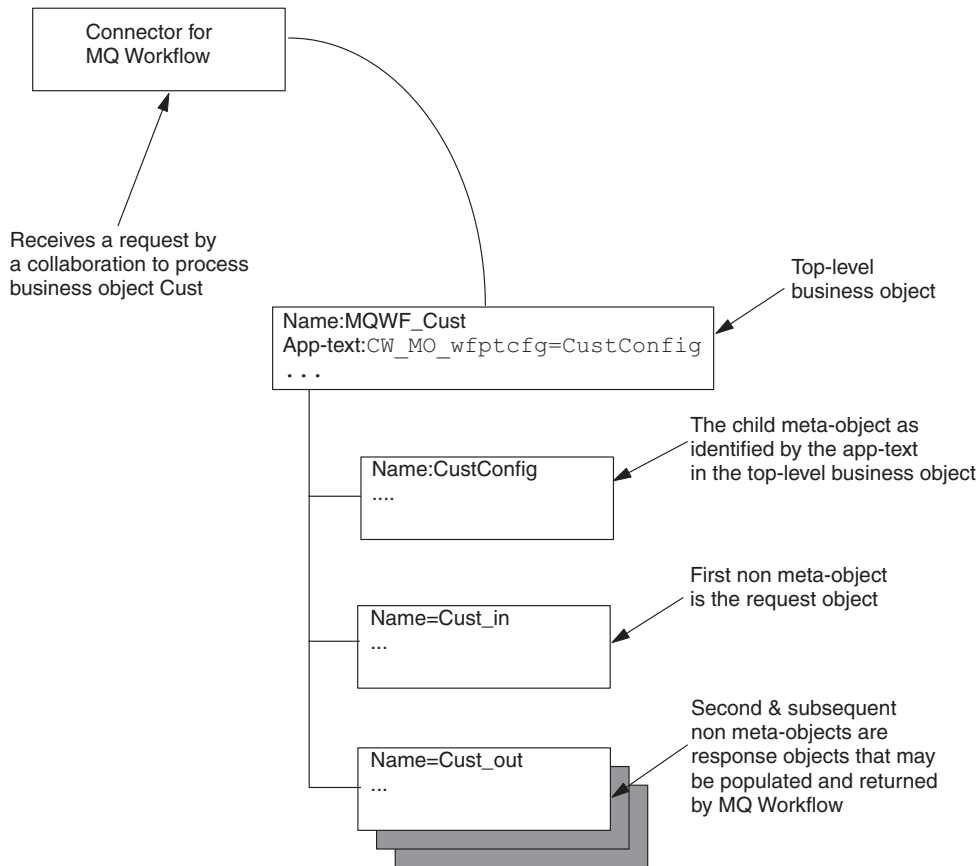 Connector for
MQ Workflow
Receives a request by
a collaboration to process
business object Cust
Top-level
business object
Name:MQWF_Cust
App-text:CW_MO_wfptcfg=CustConfig
...
The child meta-object as
identified by the app-text
in the top-level business object
Name:CustConfig
....
First non meta-object
is the request object
Name=Cust_in
...
Second & subsequent
non meta-objects are
response objects that may
be populated and returned
by MQ Workflow
Name=Cust_out
...